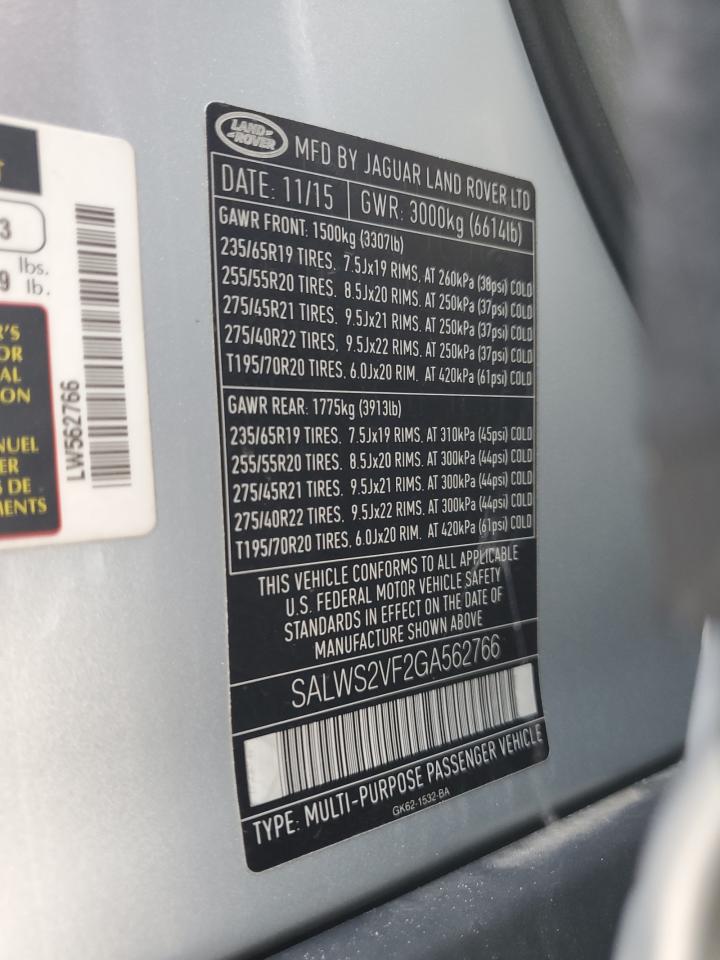 LAND-
-ROVER
MFD BY JAGUAR LAND ROVER LTD
DATE: 11/15 GWR: 3000kg (6614lb)
GAWR FRONT: 1500kg (3307lb)
235/65R19 TIRES. 7.5Jx19 RIMS. AT 260kPa (38psi) COLD
255/55R20 TIRES. 8.5Jx20 RIMS. AT 250kPa (37psi) COLD
275/45R21 TIRES. 9.5Jx21 RIMS. AT 250kPa (37psi) COLD
275/40R22 TIRES. 9.5Jx22 RIMS. AT 250kPa (37psi) COLD
T195/70R20 TIRES. 6.0Jx20 RIM. AT 420kPa (61psi) COLD
GAWR REAR: 1775kg (3913lb)
235/65R19 TIRES. 7.5Jx19 RIMS. AT 310kPa (45psi) COLD
255/55R20 TIRES. 8.5Jx20 RIMS. AT 300kPa (44psi) COLD
275/45R21 TIRES. 9.5Jx21 RIMS. AT 300kPa (44psi) COLD
275/40R22 TIRES. 9.5Jx22 RIMS. AT 300kPa (44psi) COLD
T195/70R20 TIRES. 6.0Jx20 RIM. AT 420kPa (61psi) COLD
THIS VEHICLE CONFORMS TO ALL APPLICABLE
U.S. FEDERAL MOTOR VEHICLE SAFETY
STANDARDS IN EFFECT ON THE DATE OF
MANUFACTURE SHOWN ABOVE
SALWS2VF2GA562766
TYPE: MULTI-PURPOSE PASSENGER VEHICLE
GK62-1532-BA
3
9 lbs.
lb.
R'S
OR
AL
ON
NUEL
ER
S DE
MENTS
LW562766